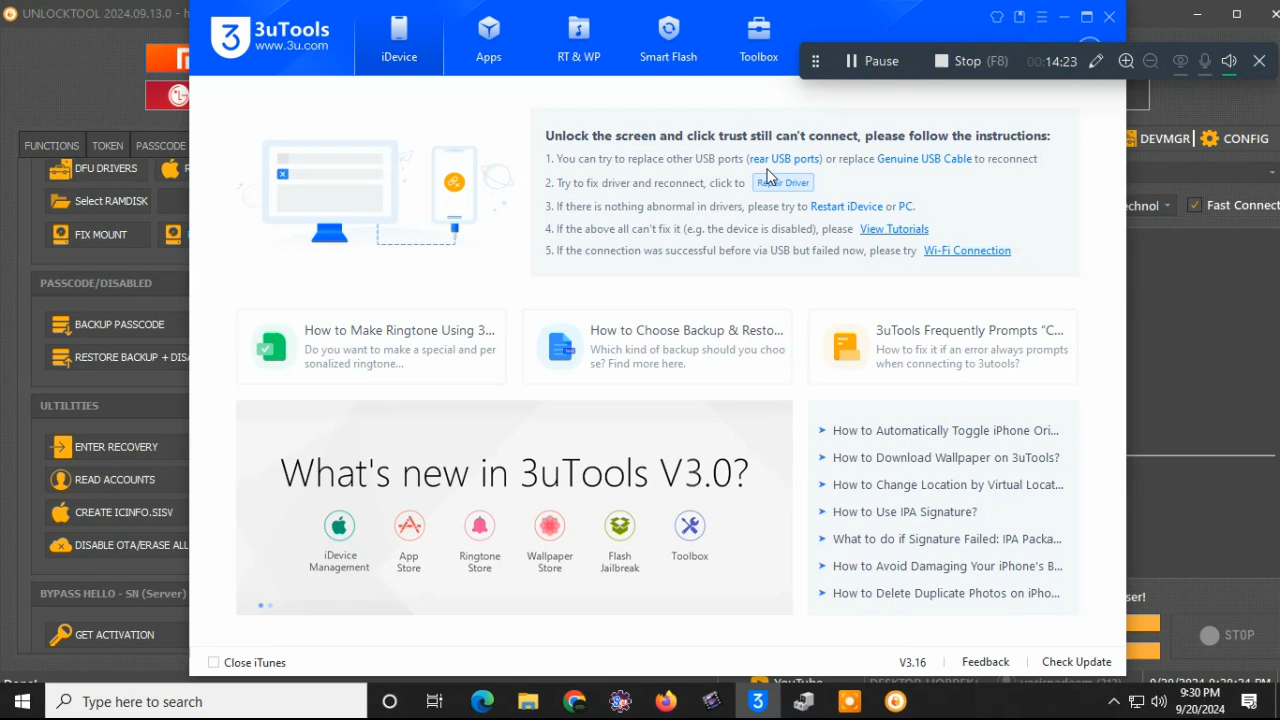 UNLOCKTOOL 2024.09.13.0 - h
3uTools
www.3u.com
iDevice
Apps
RT & WP
Smart Flash
Toolbox
Pause
Stop (F8)
00:14:23
LG
FUNCTIONS
TOKEN
PASSCODE
DEVMGR
CONFIG
Unlock the screen and click trust still can't connect, please follow the instructions:
1. You can try to replace other USB ports (rear USB ports) or replace Genuine USB Cable to reconnect
2. Try to fix driver and reconnect, click to Driver
3. If there is nothing abnormal in drivers, please try to Restart iDevice or PC.
4. If the above all can't fix it (e.g. the device is disabled), please View Tutorials
5. If the connection was successful before via USB but failed now, please try Wi-Fi Connection
DFU DRIVERS
R
Select RAMDISK
FIX MOUNT
echnol
Fast Connect
PASSCODE/DISABLED
BACKUP PASSCODE
RESTORE BACKUP + DISA
How to Make Ringtone Using 3...
Do you want to make a special and per
sonalized ringtone...
How to Choose Backup & Resto...
Which kind of backup should you choo
se? Find more here.
3uTools Frequently Prompts “C...
How to fix it if an error always prompts
when connecting to 3utools?
ULTILITIES
ENTER RECOVERY
READ ACCOUNTS
CREATE ICINFO.SISV
DISABLE OTA/ERASE ALL
What's new in 3uTools V3.0?
iDevice
Management
App
Store
Ringtone
Store
Wallpaper
Store
Flash
Jailbreak
Toolbox
How to Automatically Toggle iPhone Ori...
How to Download Wallpaper on 3uTools?
How to Change Location by Virtual Locat...
How to Use IPA Signature?
What to do if Signature Failed: IPA Packa...
How to Avoid Damaging Your iPhone's B...
How to Delete Duplicate Photos on iPho...
BYPASS HELLO - SN (Server)
GET ACTIVATION
ser!
STOP
Close iTunes
V3.16
Feedback
Check Update
Type here to search
9:30 PM
9/20/2024